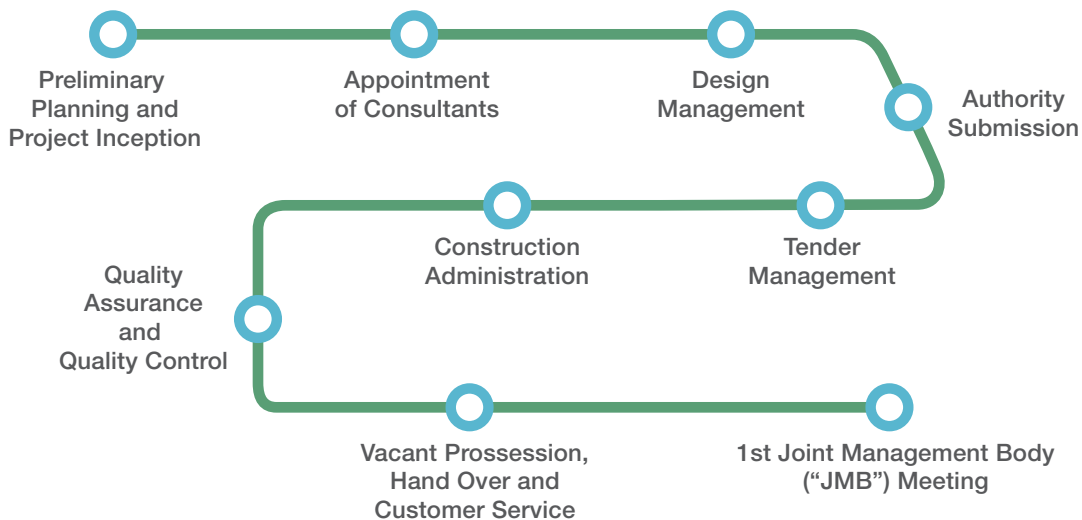 Preliminary
Planning and
Project Inception
Appointment
of Consultants
Design
Management
Authority
Submission
Tender
Management
Construction
Administration
Quality
Assurance
and
Quality Control
Vacant Prossession,
Hand Over and
Customer Service
1st Joint Management Body
(“JMB”) Meeting